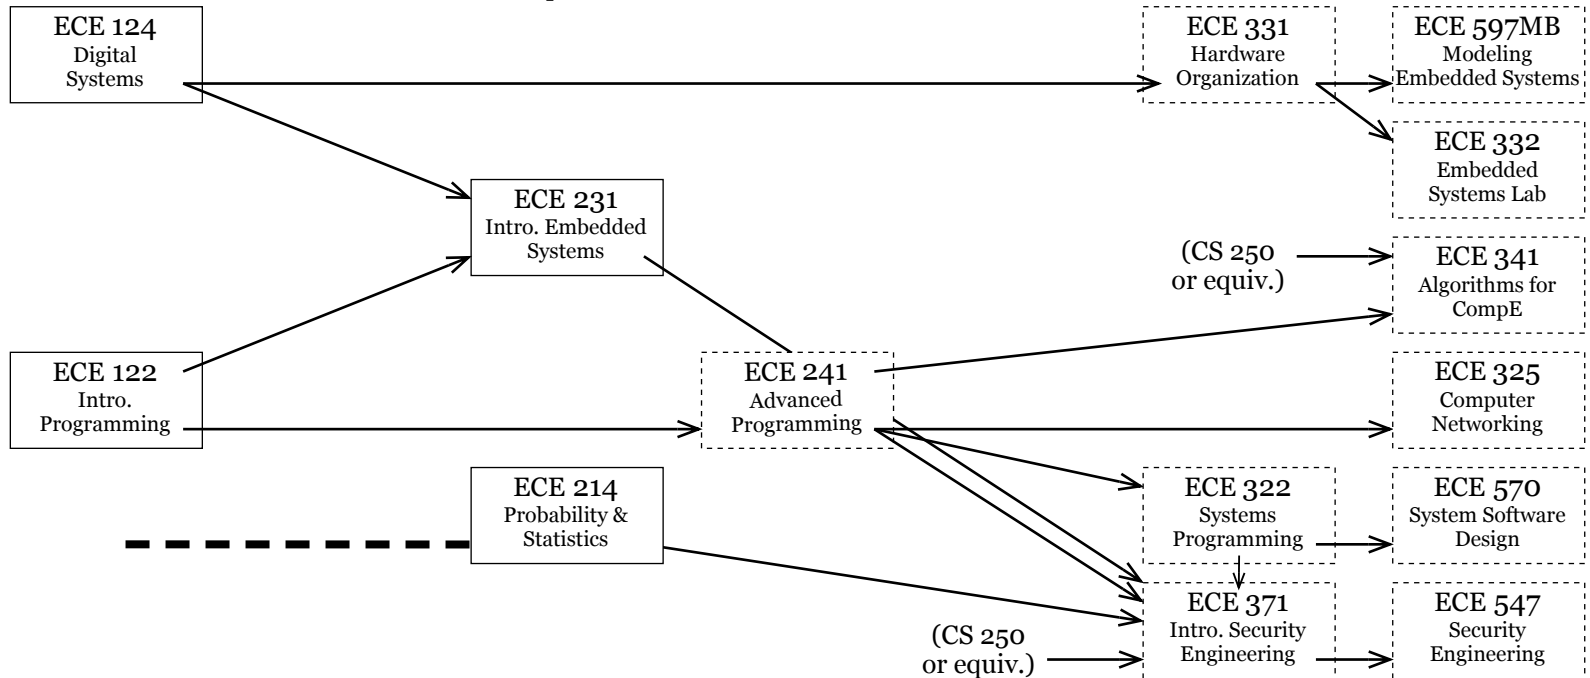 ECE 124
Digital
Systems
ECE 331
Hardware
Organization
ECE 597MB
Modeling
Embedded Systems
ECE 332
Embedded
Systems Lab
ECE 231
Intro. Embedded
Systems
(CS 250
or equiv.)
ECE 341
Algorithms for
CompE
ECE 122
Intro.
Programming
ECE 241
Advanced
Programming
ECE 325
Computer
Networking
ECE 214
Probability &
Statistics
ECE 322
Systems
Programming
ECE 570
System Software
Design
(CS 250
or equiv.)
ECE 371
Intro. Security
Engineering
ECE 547
Security
Engineering